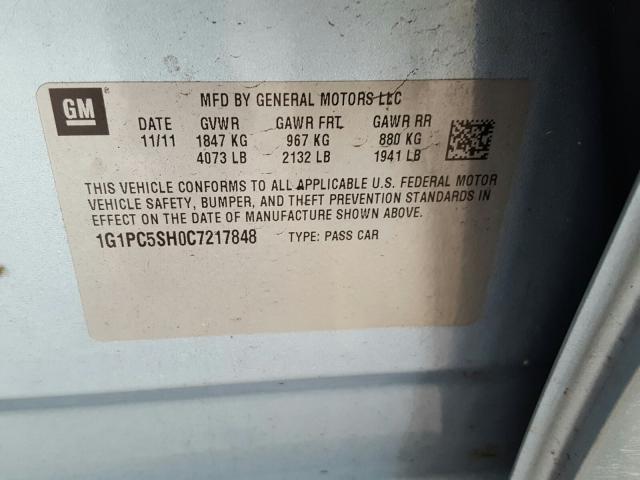 GM ®
MFD BY GENERAL MOTORS LLC
DATE GVWR GAWR FRT GAWR RR
11/11 1847 KG 967 KG 880 KG
4073 LB 2132 LB 1941 LB
THIS VEHICLE CONFORMS TO ALL APPLICABLE U.S. FEDERAL MOTOR
VEHICLE SAFETY, BUMPER, AND THEFT PREVENTION STANDARDS IN
EFFECT ON THE DATE OF MANUFACTURE SHOWN ABOVE.
1G1PC5SH0C7217848 TYPE: PASS CAR